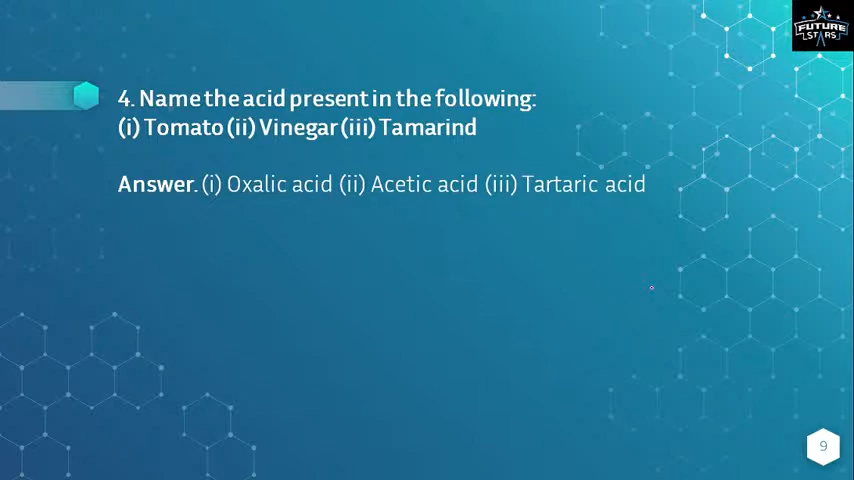 FUTURE
STARS
4. Name the acid present in the following:
(i) Tomato (ii) Vinegar (iii) Tamarind
Answer. (i) Oxalic acid (ii) Acetic acid (iii) Tartaric acid
9